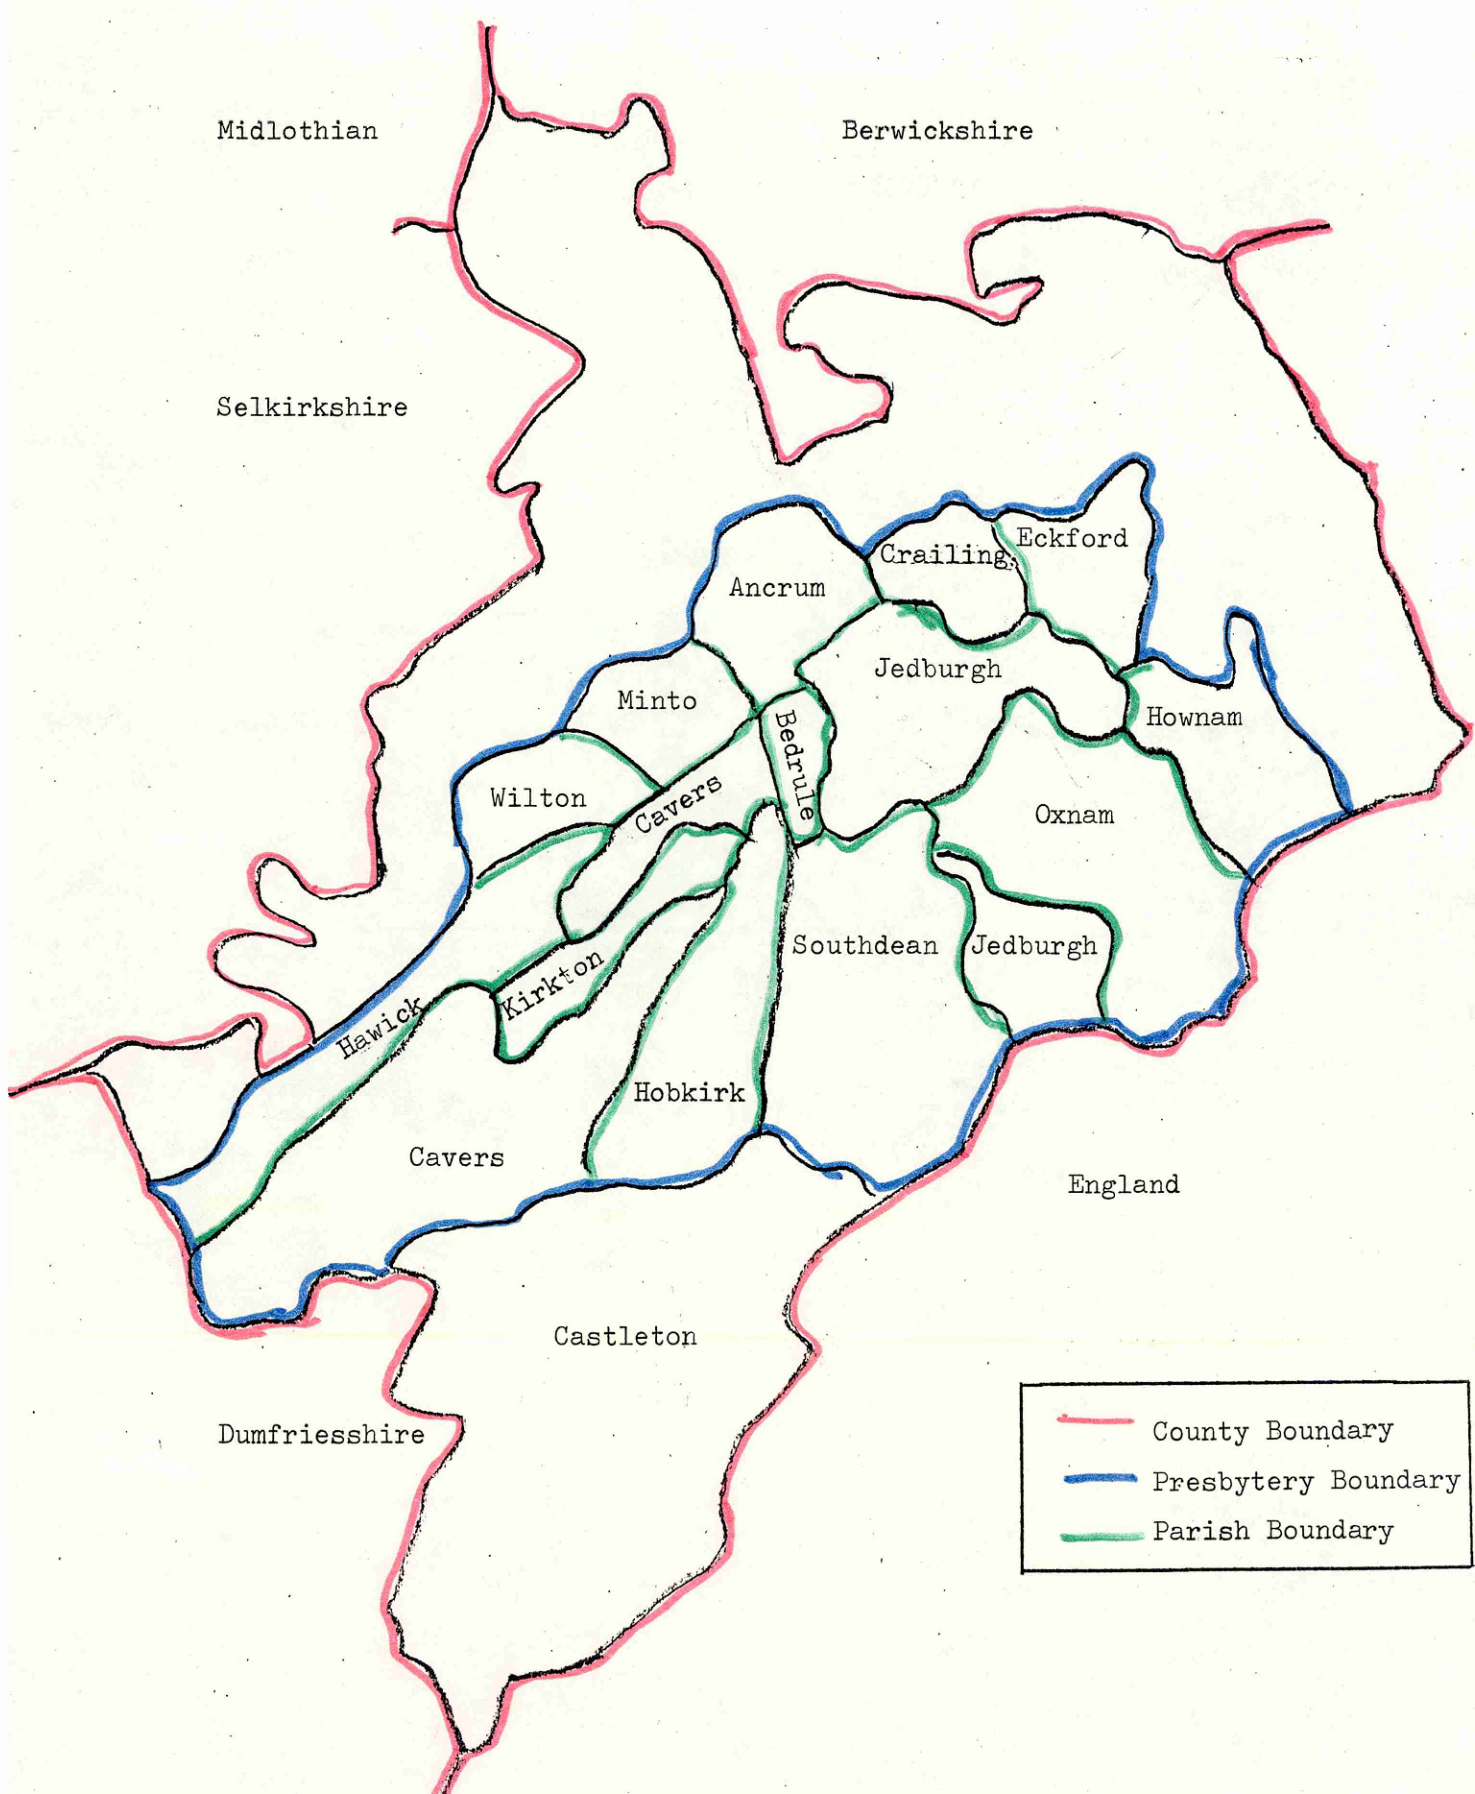 Midlothian
Berwickshire
Selkirkshire
Eckford
Crailing
Ancrum
Jedburgh
Minto
Hownam
Bedrule
Wilton
Cavers
Oxnam
Southdean
Jedburgh
Kirkton
Hawick
Hobkirk
Cavers
England
Castleton
Dumfriesshire
County Boundary
Presbytery Boundary
Parish Boundary